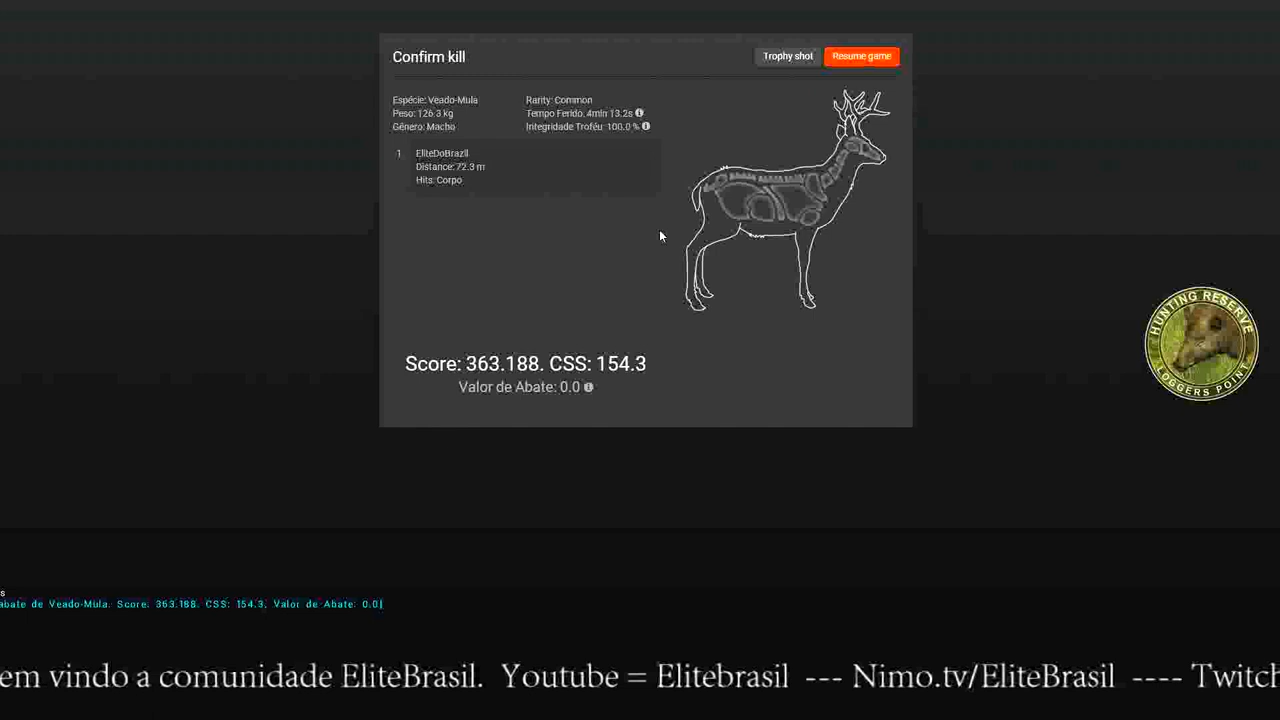 Confirm kill
Trophy shot
Resume game
Espécie: Veado-Mula
Peso: 126.3 kg
Gênero: Macho
Rarity: Common
Tempo Ferido: 4min 13.2s
Integridade Troféu: 100.0 %
1
EliteDoBrazil
Distance: 72.3 m
Hits: Corpo
Score: 363.188. CSS: 154.3
Valor de Abate: 0.0
HUNTING RESERVE
LOGGERS POINT
s
abate de Veado-Mula. Score: 363.188. CSS: 154.3, Valor de Abate: 0.0]
em vindo a comunidade EliteBrasil. Youtube = Elitebrasil --- Nimo.tv/EliteBrasil ---- Twitch